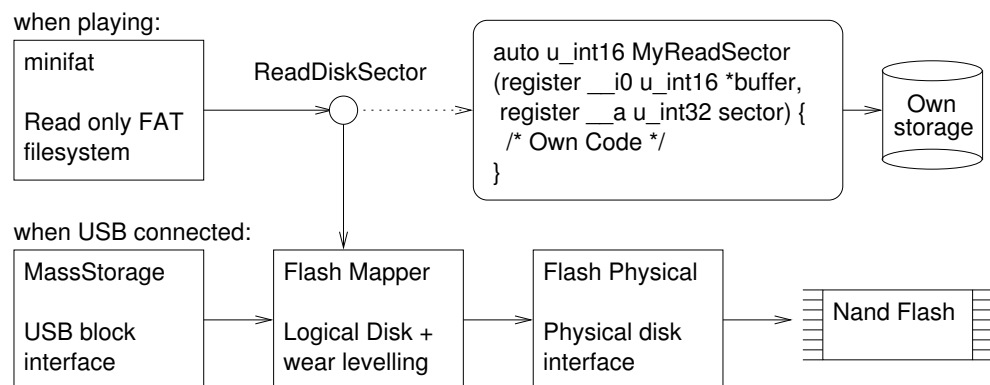 when playing:
minifat
Read only FAT
filesystem
ReadDiskSector
auto u_int16 MyReadSector
(register __i0 u_int16 *buffer,
register __a u_int32 sector) {
/* Own Code */
}
Own
storage
when USB connected:
MassStorage
USB block
interface
Flash Mapper
Logical Disk +
wear levelling
Flash Physical
Physical disk
interface
Nand Flash